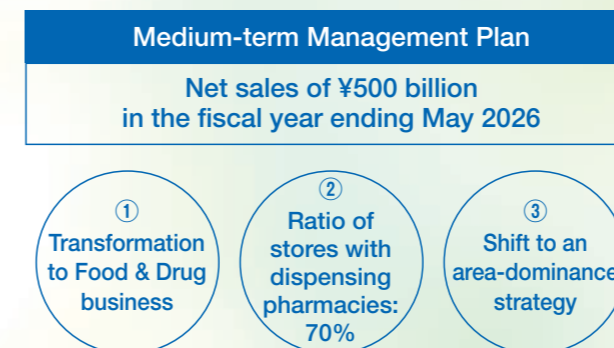 Medium-term Management Plan
Net sales of ¥500 billion
in the fiscal year ending May 2026
①
Transformation
to Food & Drug
business
②
Ratio of
stores with
dispensing
pharmacies:
70%
③
Shift to an
area-dominance
strategy